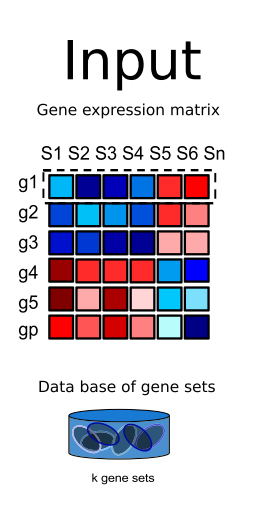 Input
Gene expression matrix
S1 S2 S3 S4 S5 S6 Sn
g1
g2
g3
g4
g5
gp
Data base of gene sets
k gene sets